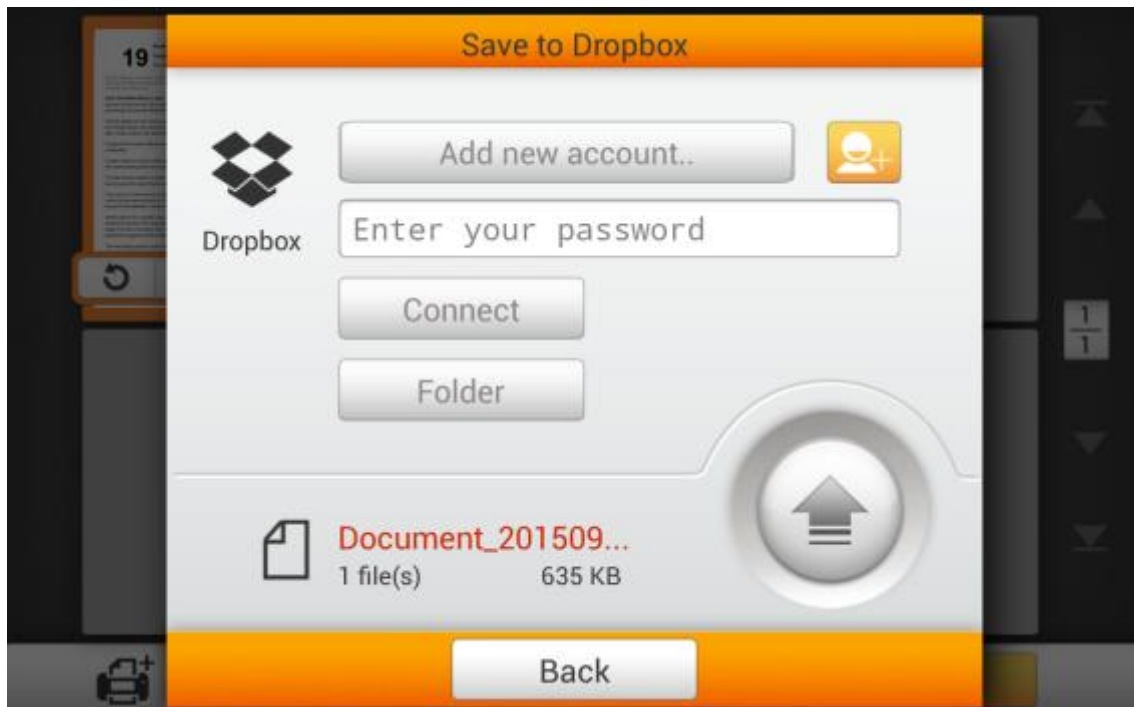 Save to Dropbox
19
Add new account..
Dropbox
Enter your password
Connect
Folder
1
1
Document_201509...
1 file(s) 635 KB
Back